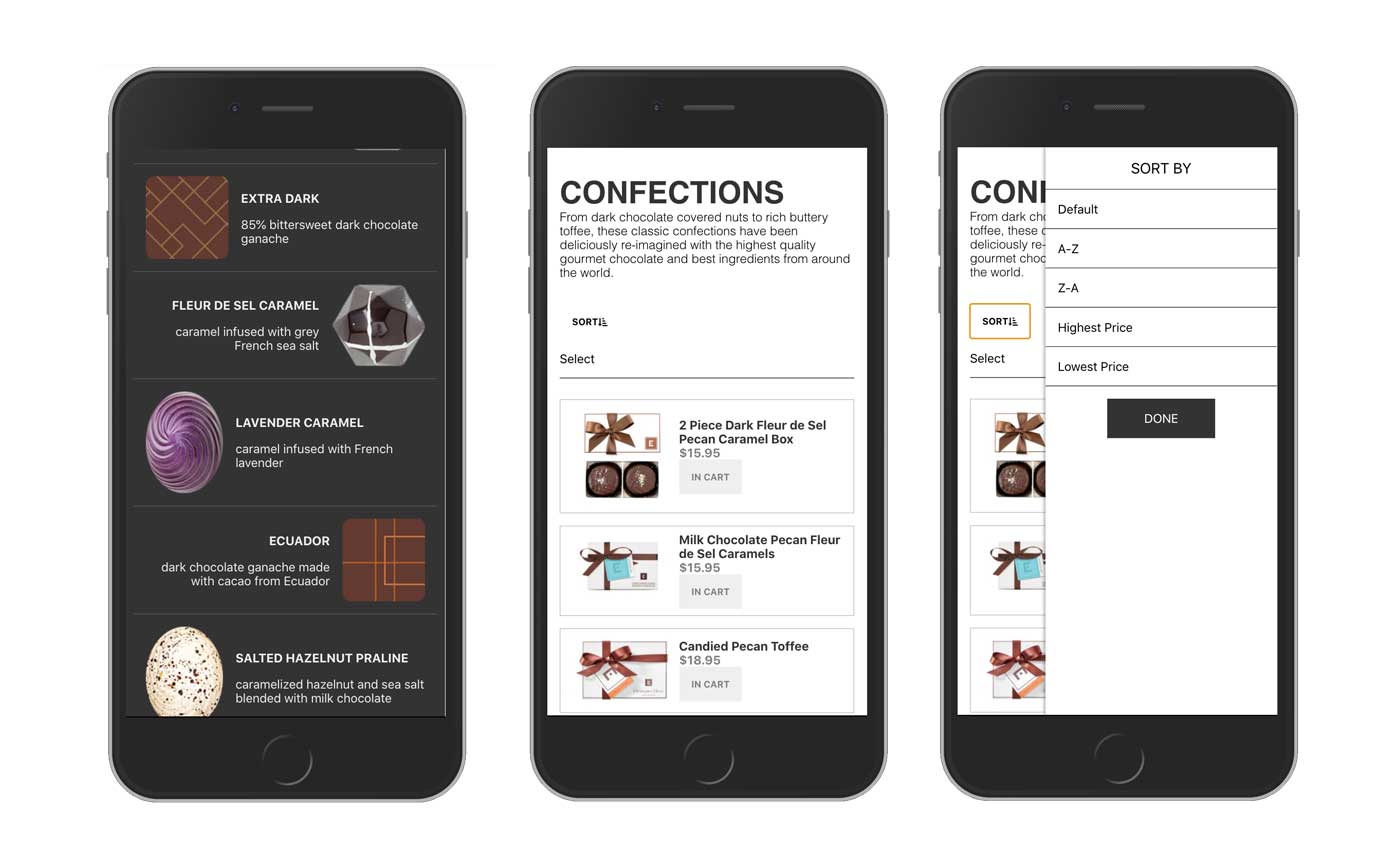 EXTRA DARK
85% bittersweet dark chocolate
ganache
FLEUR DE SEL CARAMEL
caramel infused with grey
French sea salt
LAVENDER CARAMEL
caramel infused with French
lavender
ECUADOR
dark chocolate ganache made
with cacao from Ecuador
SALTED HAZELNUT PRALINE
caramelized hazelnut and sea salt
blended with milk chocolate
CONFECTIONS
From dark chocolate covered nuts to rich buttery
toffee, these classic confections have been
deliciously re-imagined with the highest quality
gourmet chocolate and best ingredients from around
the world.
SORT
Select
E
2 Piece Dark Fleur de Sel
Pecan Caramel Box
$15.95
IN CART
E
Milk Chocolate Pecan Fleur
de Sel Caramels
$15.95
IN CART
E
Candied Pecan Toffee
$18.95
IN CART
CONF
From dark cho
toffee, these c
deliciously re-
gourmet choc
the world.
SORT
Select
SORT BY
Default
A-Z
Z-A
Highest Price
Lowest Price
DONE